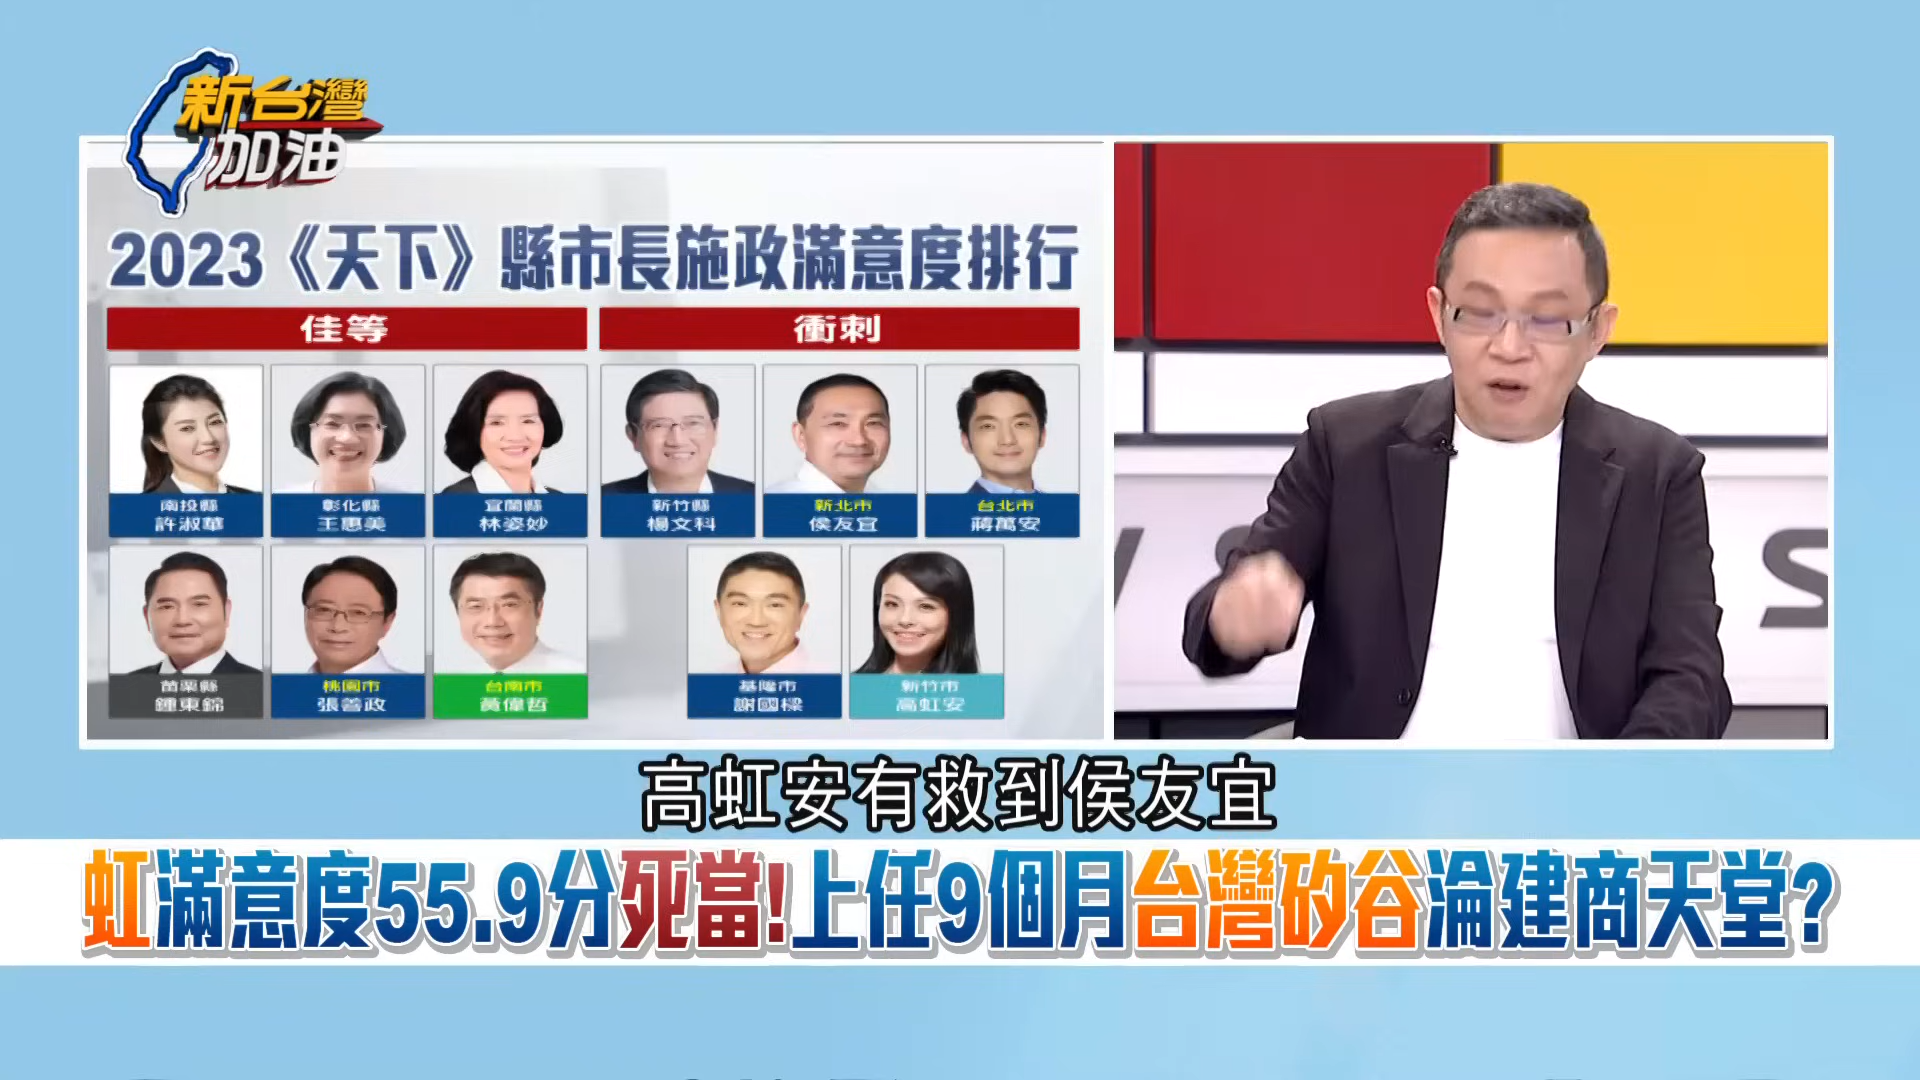 新台灣
加油
2023《天下》縣市長施政滿意度排行
佳等
衝刺
南投縣
許淑華
彰化縣
王惠美
宜蘭縣
林姿妙
新竹縣
楊文科
新北市
侯友宜
台北市
蔣萬安
苗栗縣
鍾東錦
桃園市
張善政
台南市
黃偉哲
基隆市
謝國樑
新竹市
高虹安
高虹安有救到侯友宜
虹滿意度55.9分死當!上任9個月台灣矽谷淪建商天堂?